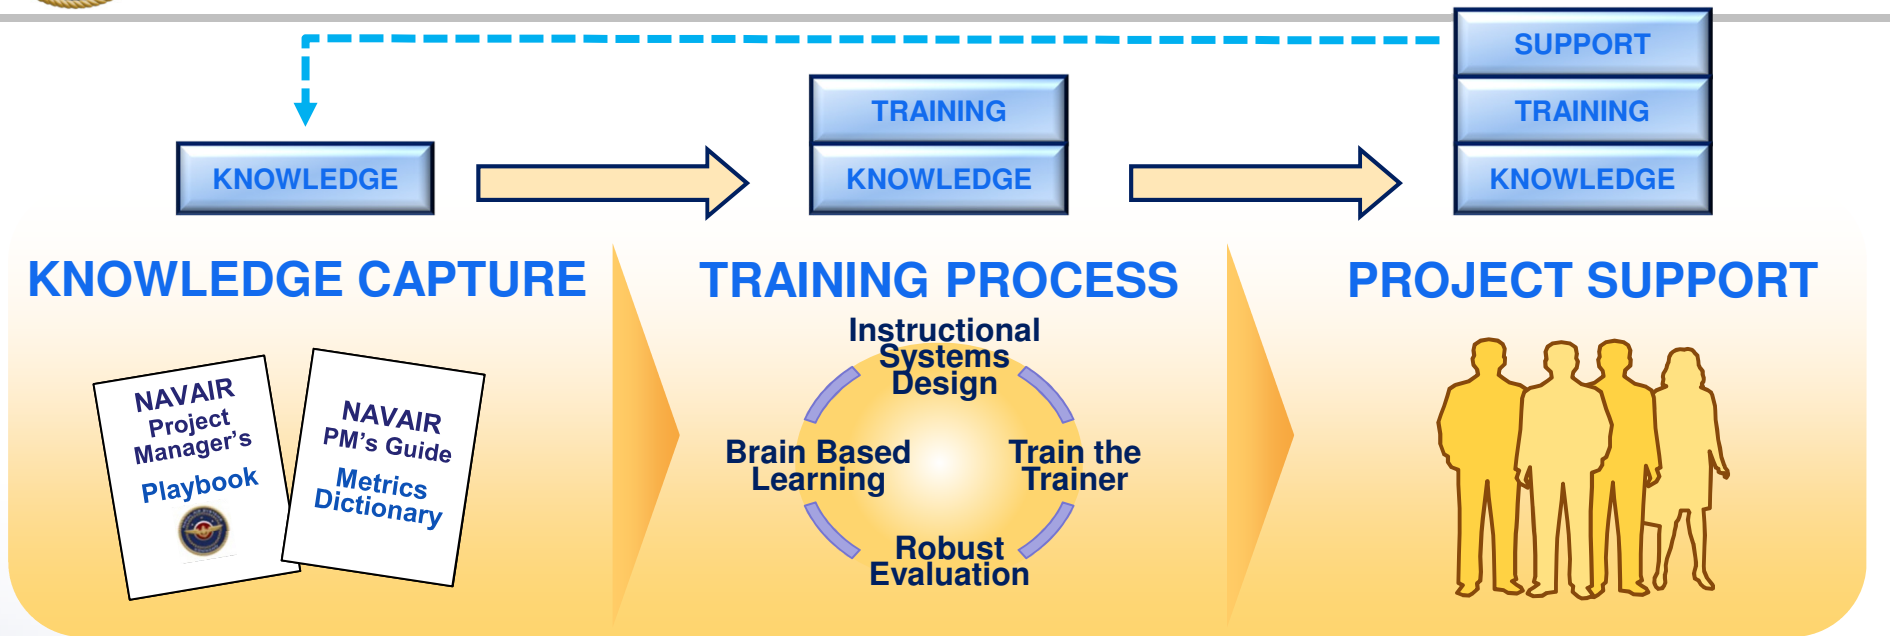 SUPPORT
TRAINING
TRAINING
KNOWLEDGE
KNOWLEDGE
KNOWLEDGE
KNOWLEDGE CAPTURE
TRAINING PROCESS
PROJECT SUPPORT
NAVAIR
Project
Manager's
Playbook
NAVAIR
PM's Guide
Metrics
Dictionary
Instructional
Systems
Design
Brain Based
Learning
Train the
Trainer
Robust
Evaluation